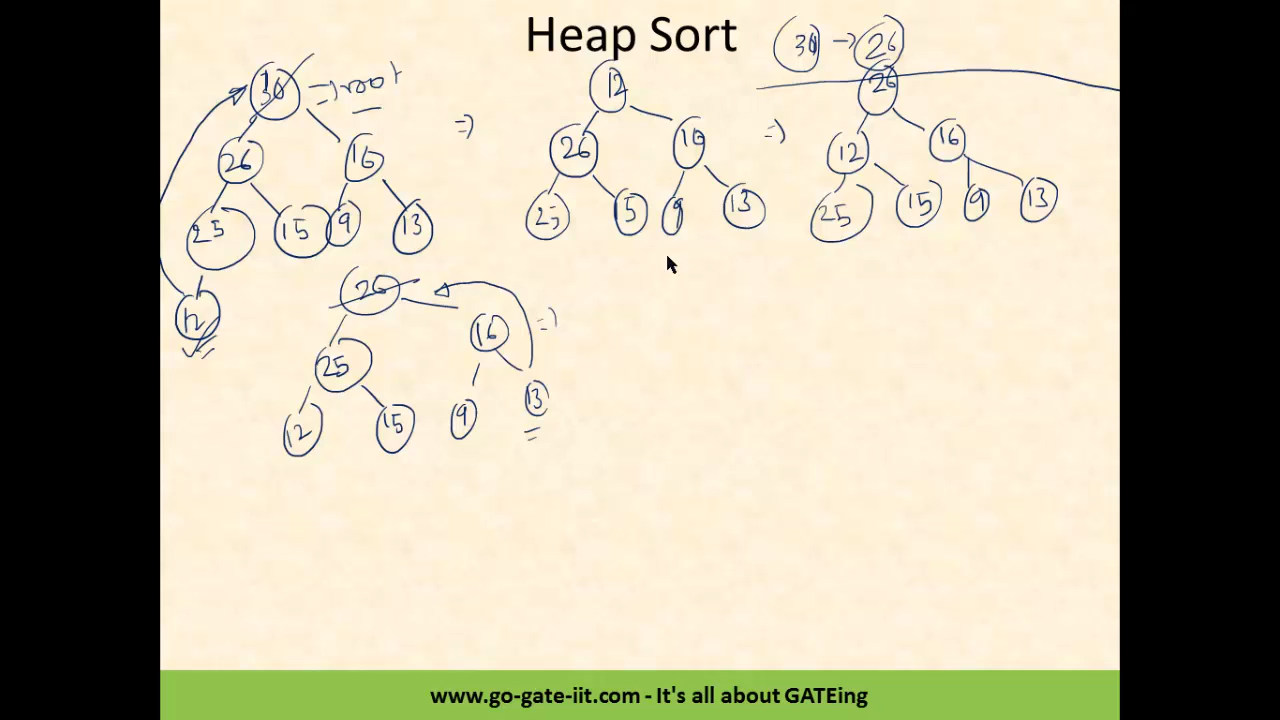 Heap Sort
30 → 26
30 ⇒ root
26 16
25 15 9 13
12
⇒
12
26 16
25 15 9 13
⇒
26
12 16
25 15 9 13
26
25 16 ⇒
12 15 9 13
www.go-gate-iit.com - It's all about GATEing